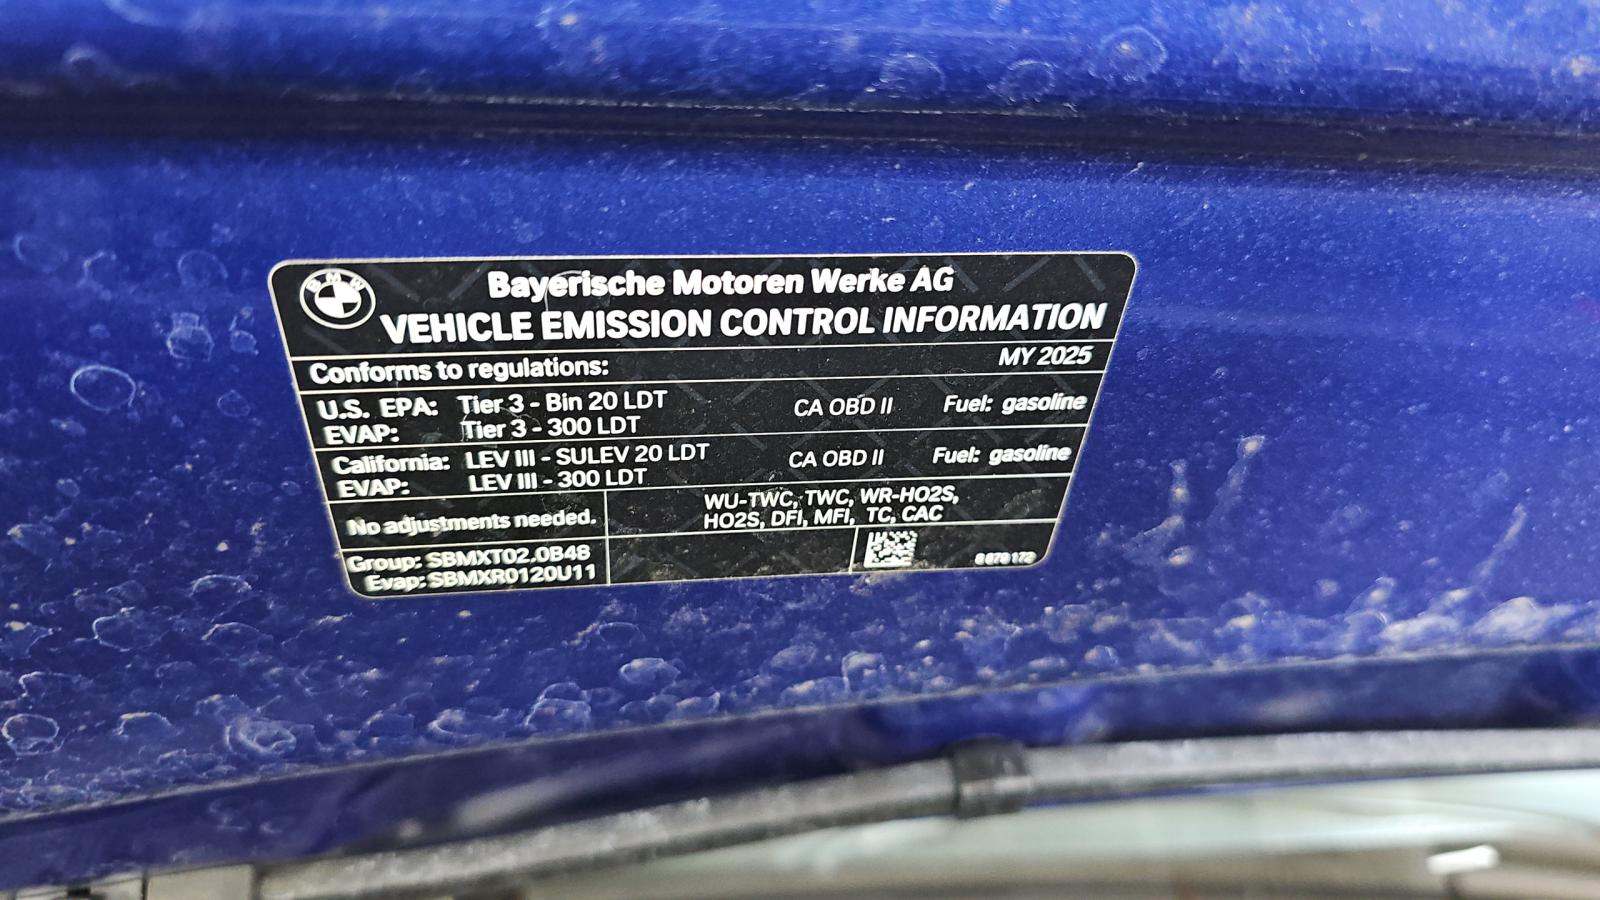 BMW
Bayerische Motoren Werke AG
VEHICLE EMISSION CONTROL INFORMATION
Conforms to regulations: MY 2025
U.S. EPA: Tier 3 - Bin 20 LDT CA OBD II Fuel: gasoline
EVAP: Tier 3 - 300 LDT
California: LEV III - SULEV 20 LDT CA OBD II Fuel: gasoline
EVAP: LEV III - 300 LDT
No adjustments needed.
WU-TWC, TWC, WR-HO2S,
HO2S, DFI, MFI, TC, CAC
Group: SBMXT02.0B48
Evap: SBMXR0120U11